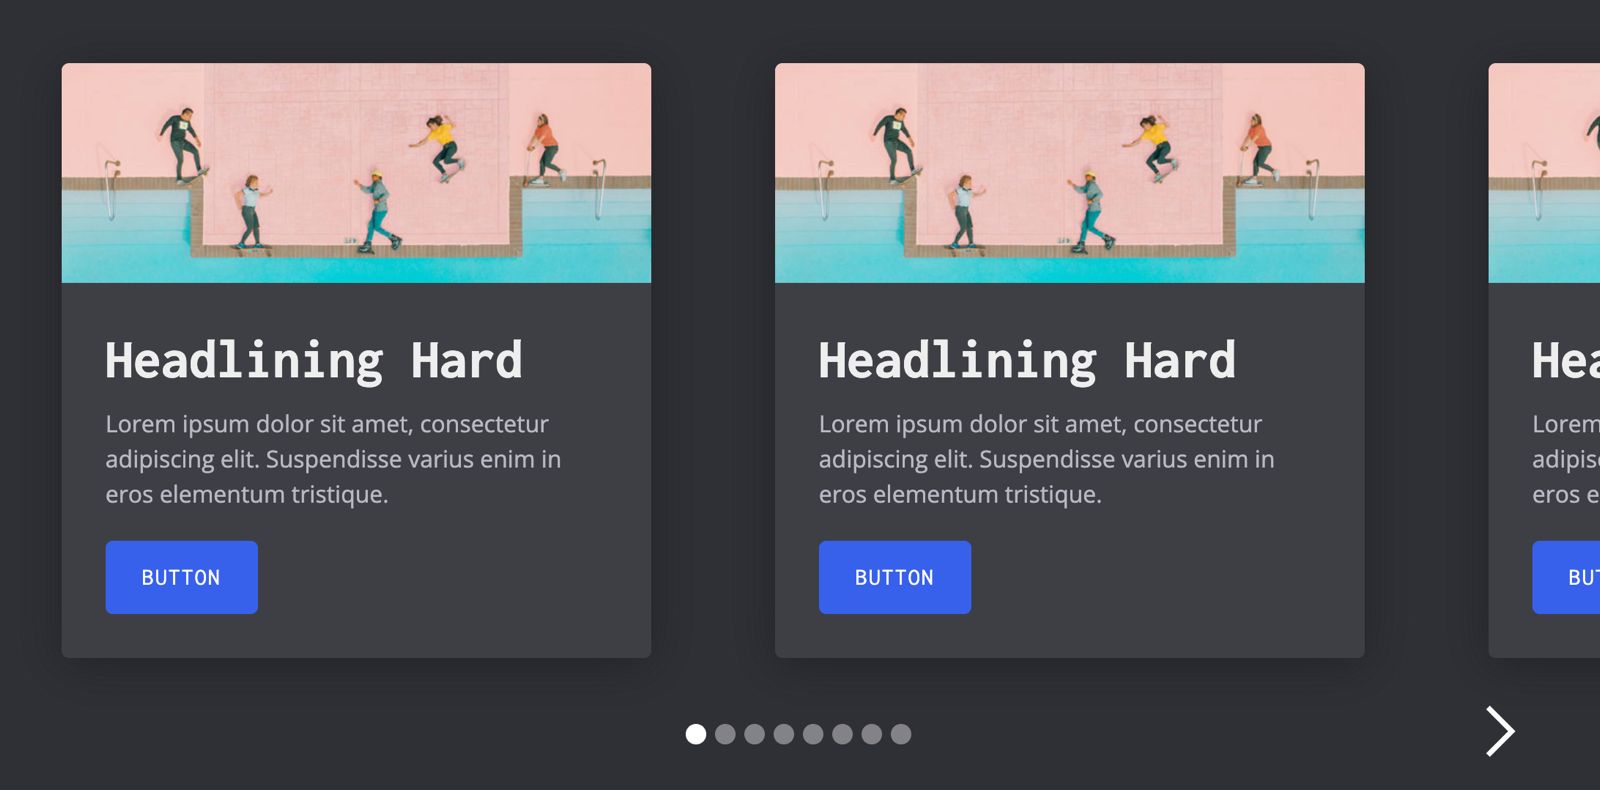 Headlining Hard
Lorem ipsum dolor sit amet, consectetur
adipiscing elit. Suspendisse varius enim in
eros elementum tristique.
BUTTON
Headlining Hard
Lorem ipsum dolor sit amet, consectetur
adipiscing elit. Suspendisse varius enim in
eros elementum tristique.
BUTTON
Hea
Lorem
adipis
eros e
BUT